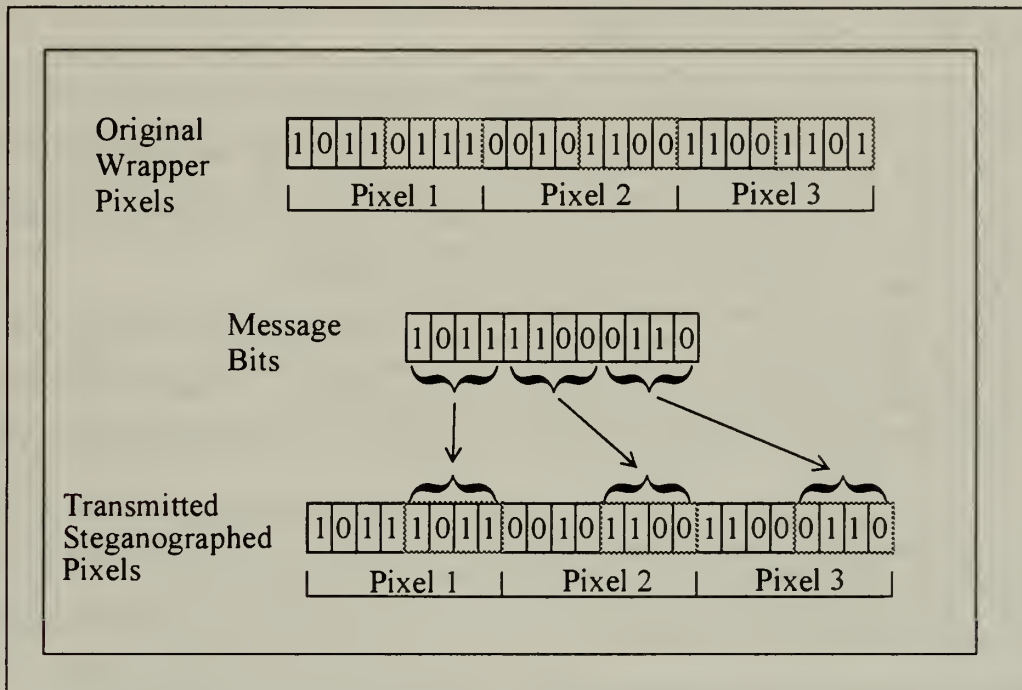 Original
Wrapper
Pixels
1 0 1 1 0 1 1 1 0 0 1 0 1 1 0 0 1 1 0 0 1 1 0 1
Pixel 1 Pixel 2 Pixel 3
Message
Bits
1 0 1 1 1 1 0 0 0 1 1 0
Transmitted
Steganographed
Pixels
1 0 1 1 1 0 1 1 0 0 1 0 1 1 0 0 1 1 0 0 0 1 1 0
Pixel 1 Pixel 2 Pixel 3